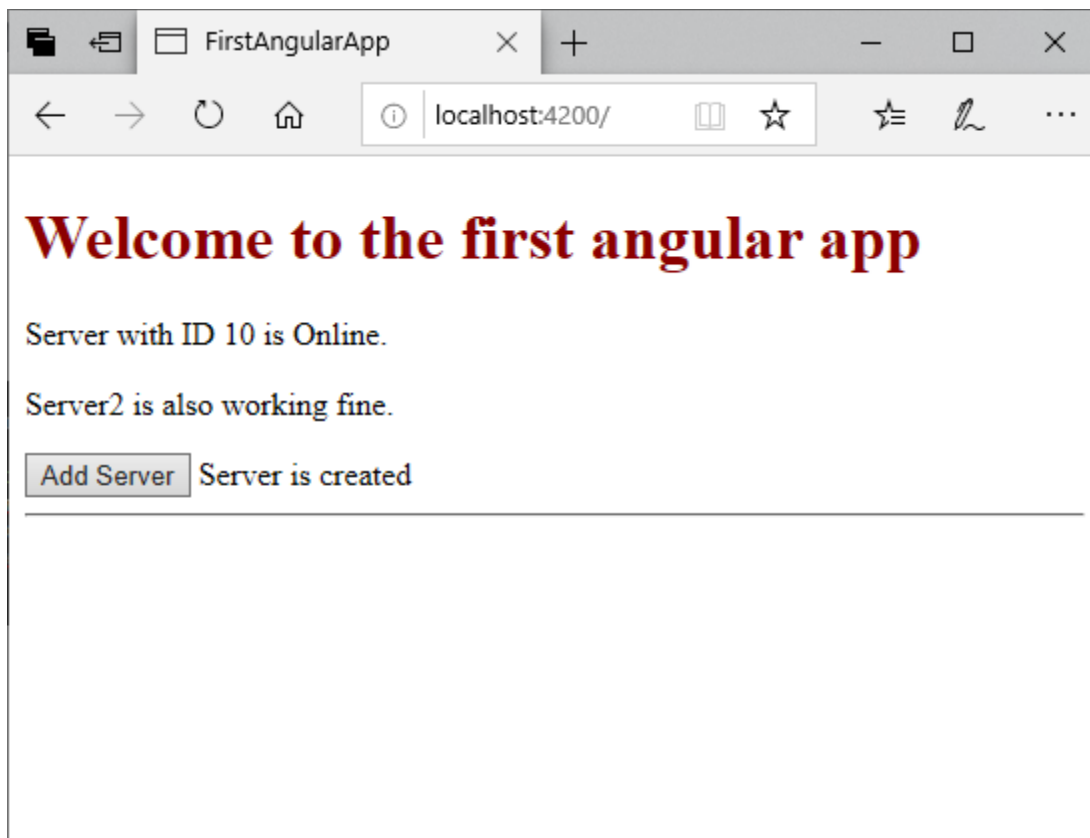 FirstAngularApp
localhost:4200/
Welcome to the first angular app
Server with ID 10 is Online.
Server2 is also working fine.
Add Server Server is created